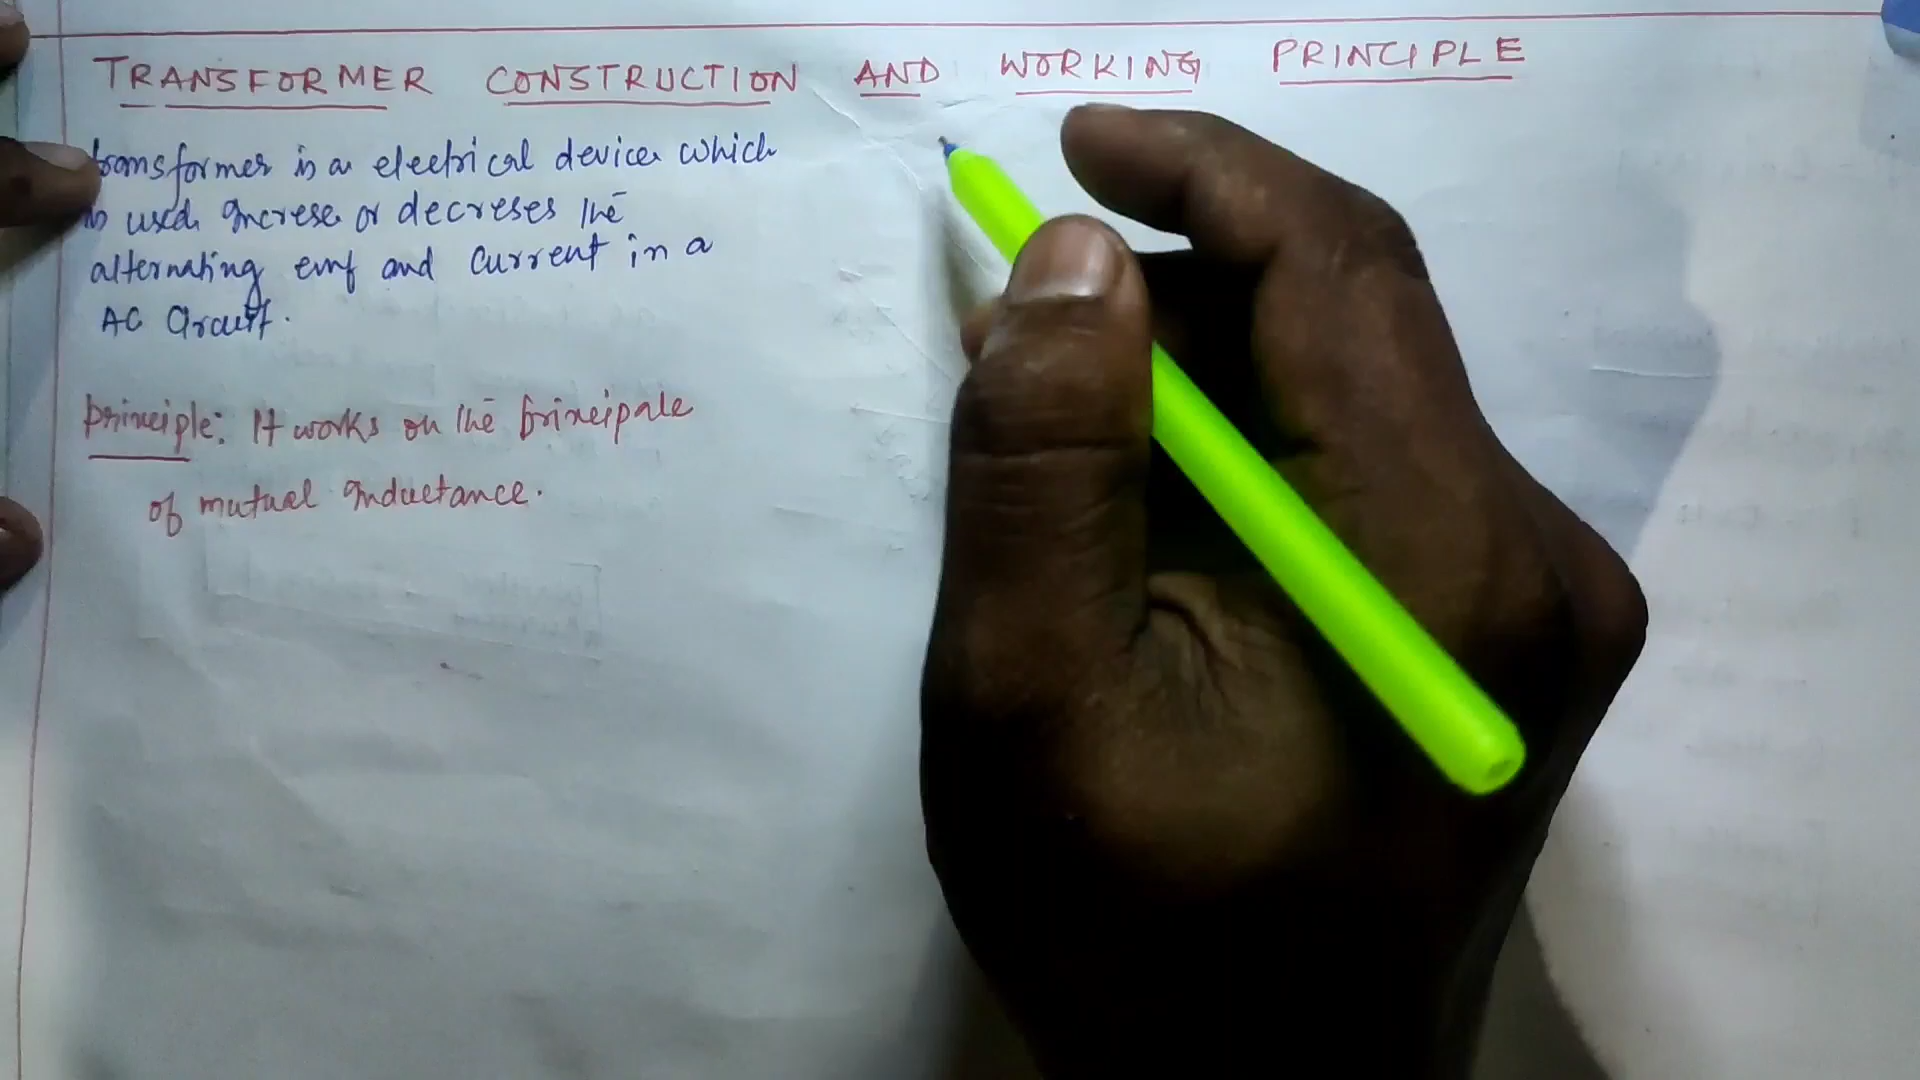 TRANSFORMER CONSTRUCTION AND WORKING PRINCIPLE
transformer is a electrical device which
is used increse or decreses the
alternating emf and current in a
AC Circuit.
principle: It works on the principale
of mutual inductance.